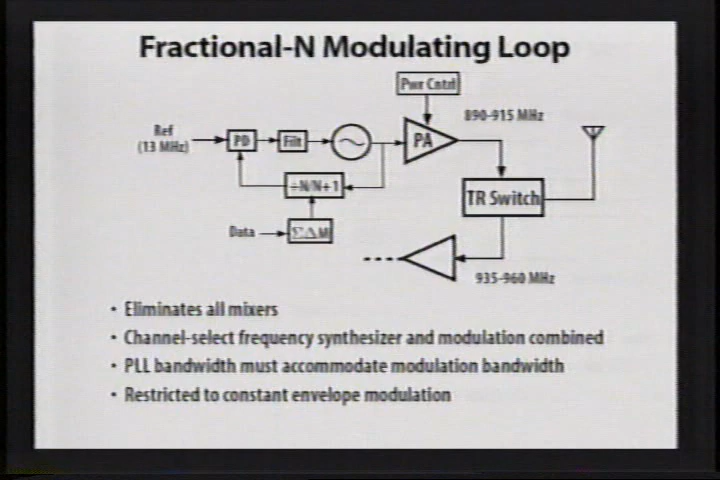 Fractional-N Modulating Loop
Pwr Cntrl
890-915 MHz
Ref
(13 MHz)
PD
Filt
PA
÷N/N+1
TR Switch
Data
ΣΔM
935-960 MHz
• Eliminates all mixers
• Channel-select frequency synthesizer and modulation combined
• PLL bandwidth must accommodate modulation bandwidth
• Restricted to constant envelope modulation